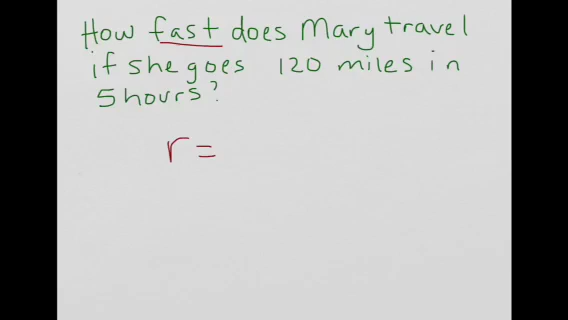 How fast does Mary travel
if she goes 120 miles in
5 hours?
r=